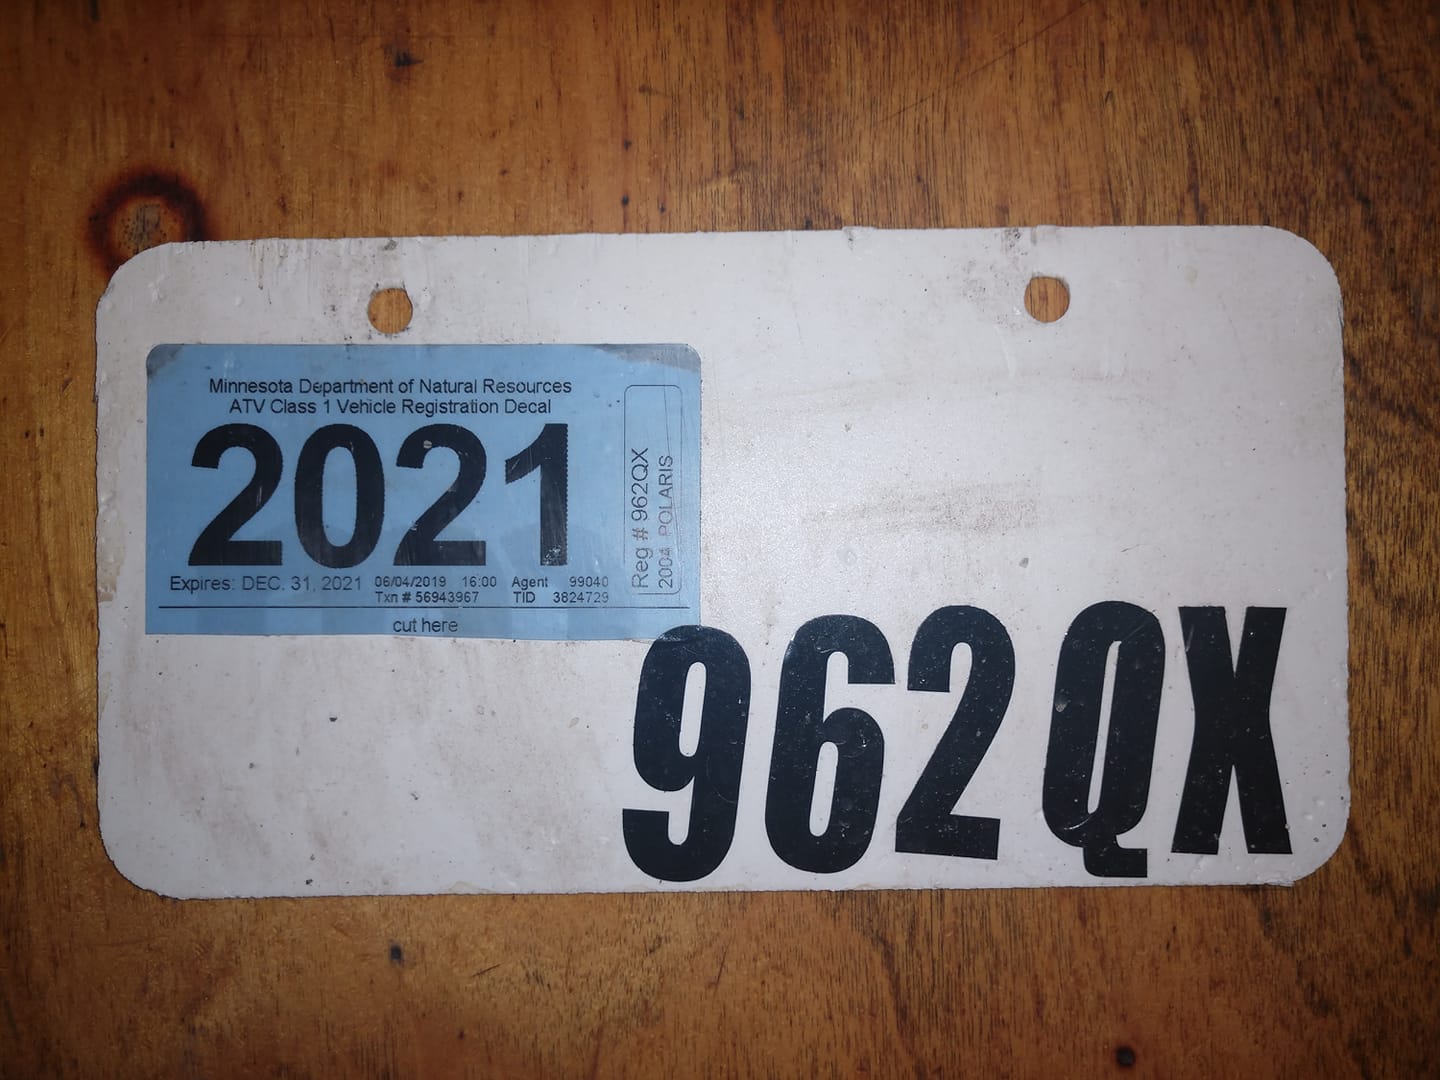 Minnesota Department of Natural Resources
ATV Class 1 Vehicle Registration Decal
2021
Expires: DEC. 31, 2021 06/04/2019 16:00 Agent 99040
Txn # 56943967 TID 3824729
cut here
Reg # 962QX
2004 POLARIS
962QX